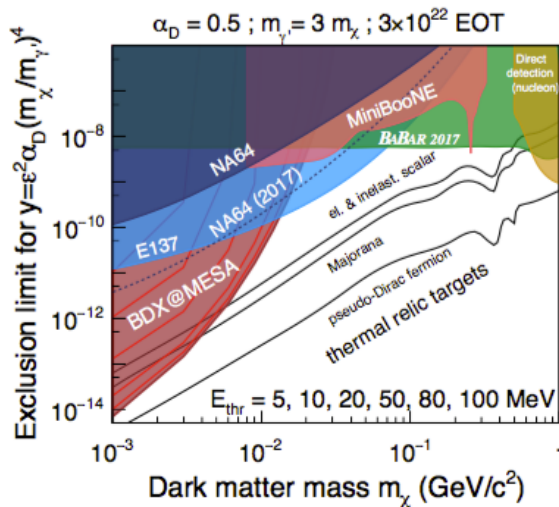 α_D = 0.5 ; m_γ' = 3 m_χ ; 3×10²² EOT
Exclusion limit for y=ε²α_D(m_χ/m_γ')⁴
10⁻⁸
10⁻¹⁰
10⁻¹²
10⁻¹⁴
Direct
detection
(nucleon)
MiniBooNE
BABAR 2017
NA64
NA64 (2017)
E137
BDX@MESA
el. & inelast. scalar
Majorana
pseudo-Dirac fermion
thermal relic targets
E_thr = 5, 10, 20, 50, 80, 100 MeV
10⁻³
10⁻²
10⁻¹
1
Dark matter mass m_χ (GeV/c²)